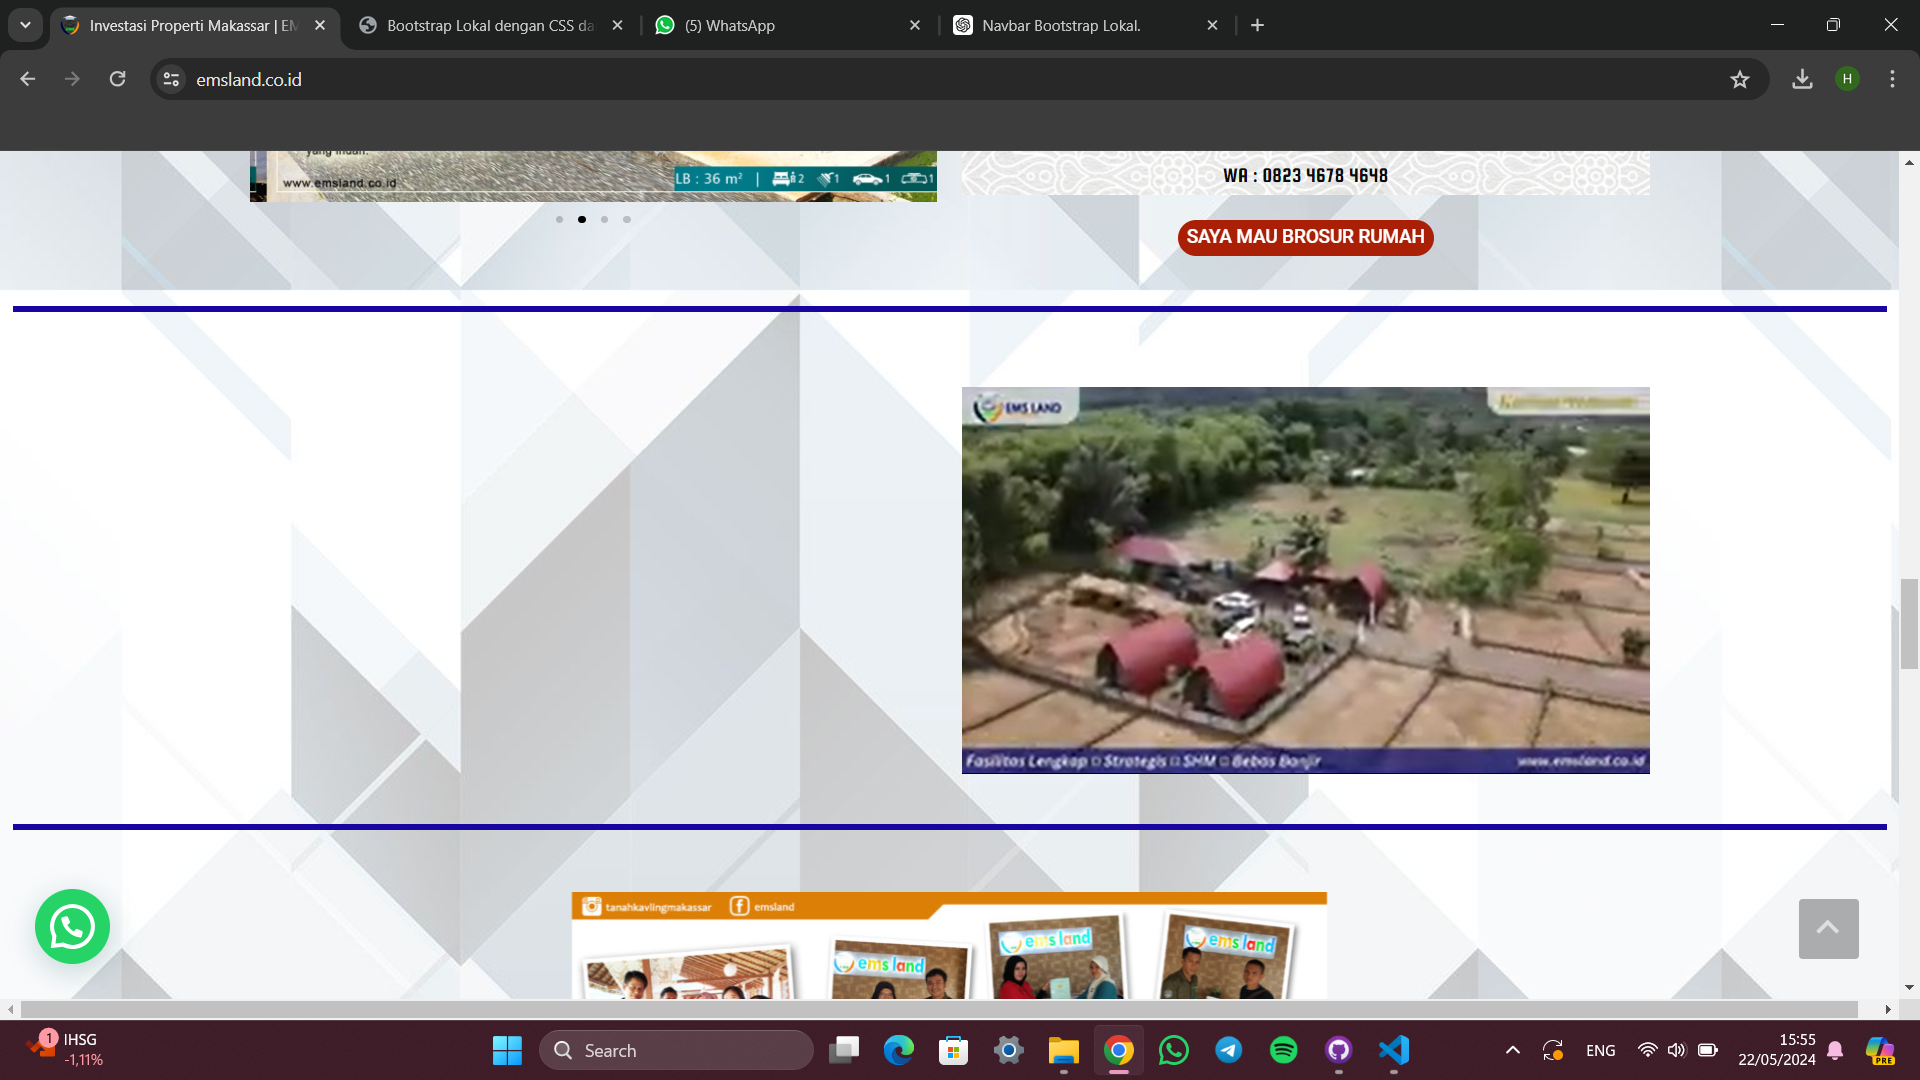 Investasi Properti Makassar | EM
Bootstrap Lokal dengan CSS da
(5) WhatsApp
Navbar Bootstrap Lokal.
emsland.co.id
H
yang indah.
www.emsland.co.id
LB : 36 m² | 2 1 1 1
WA : 0823 4678 4648
SAYA MAU BROSUR RUMAH
EMS LAND
Fasilitas Lengkap □ Strategis □ SHM □ Bebas Banjir
www.emsland.co.id
tanahkavlingmakassar
emsland
ems land
ems land
ems land
1
IHSG
-1,11%
Search
ENG
15:55
22/05/2024
PRE